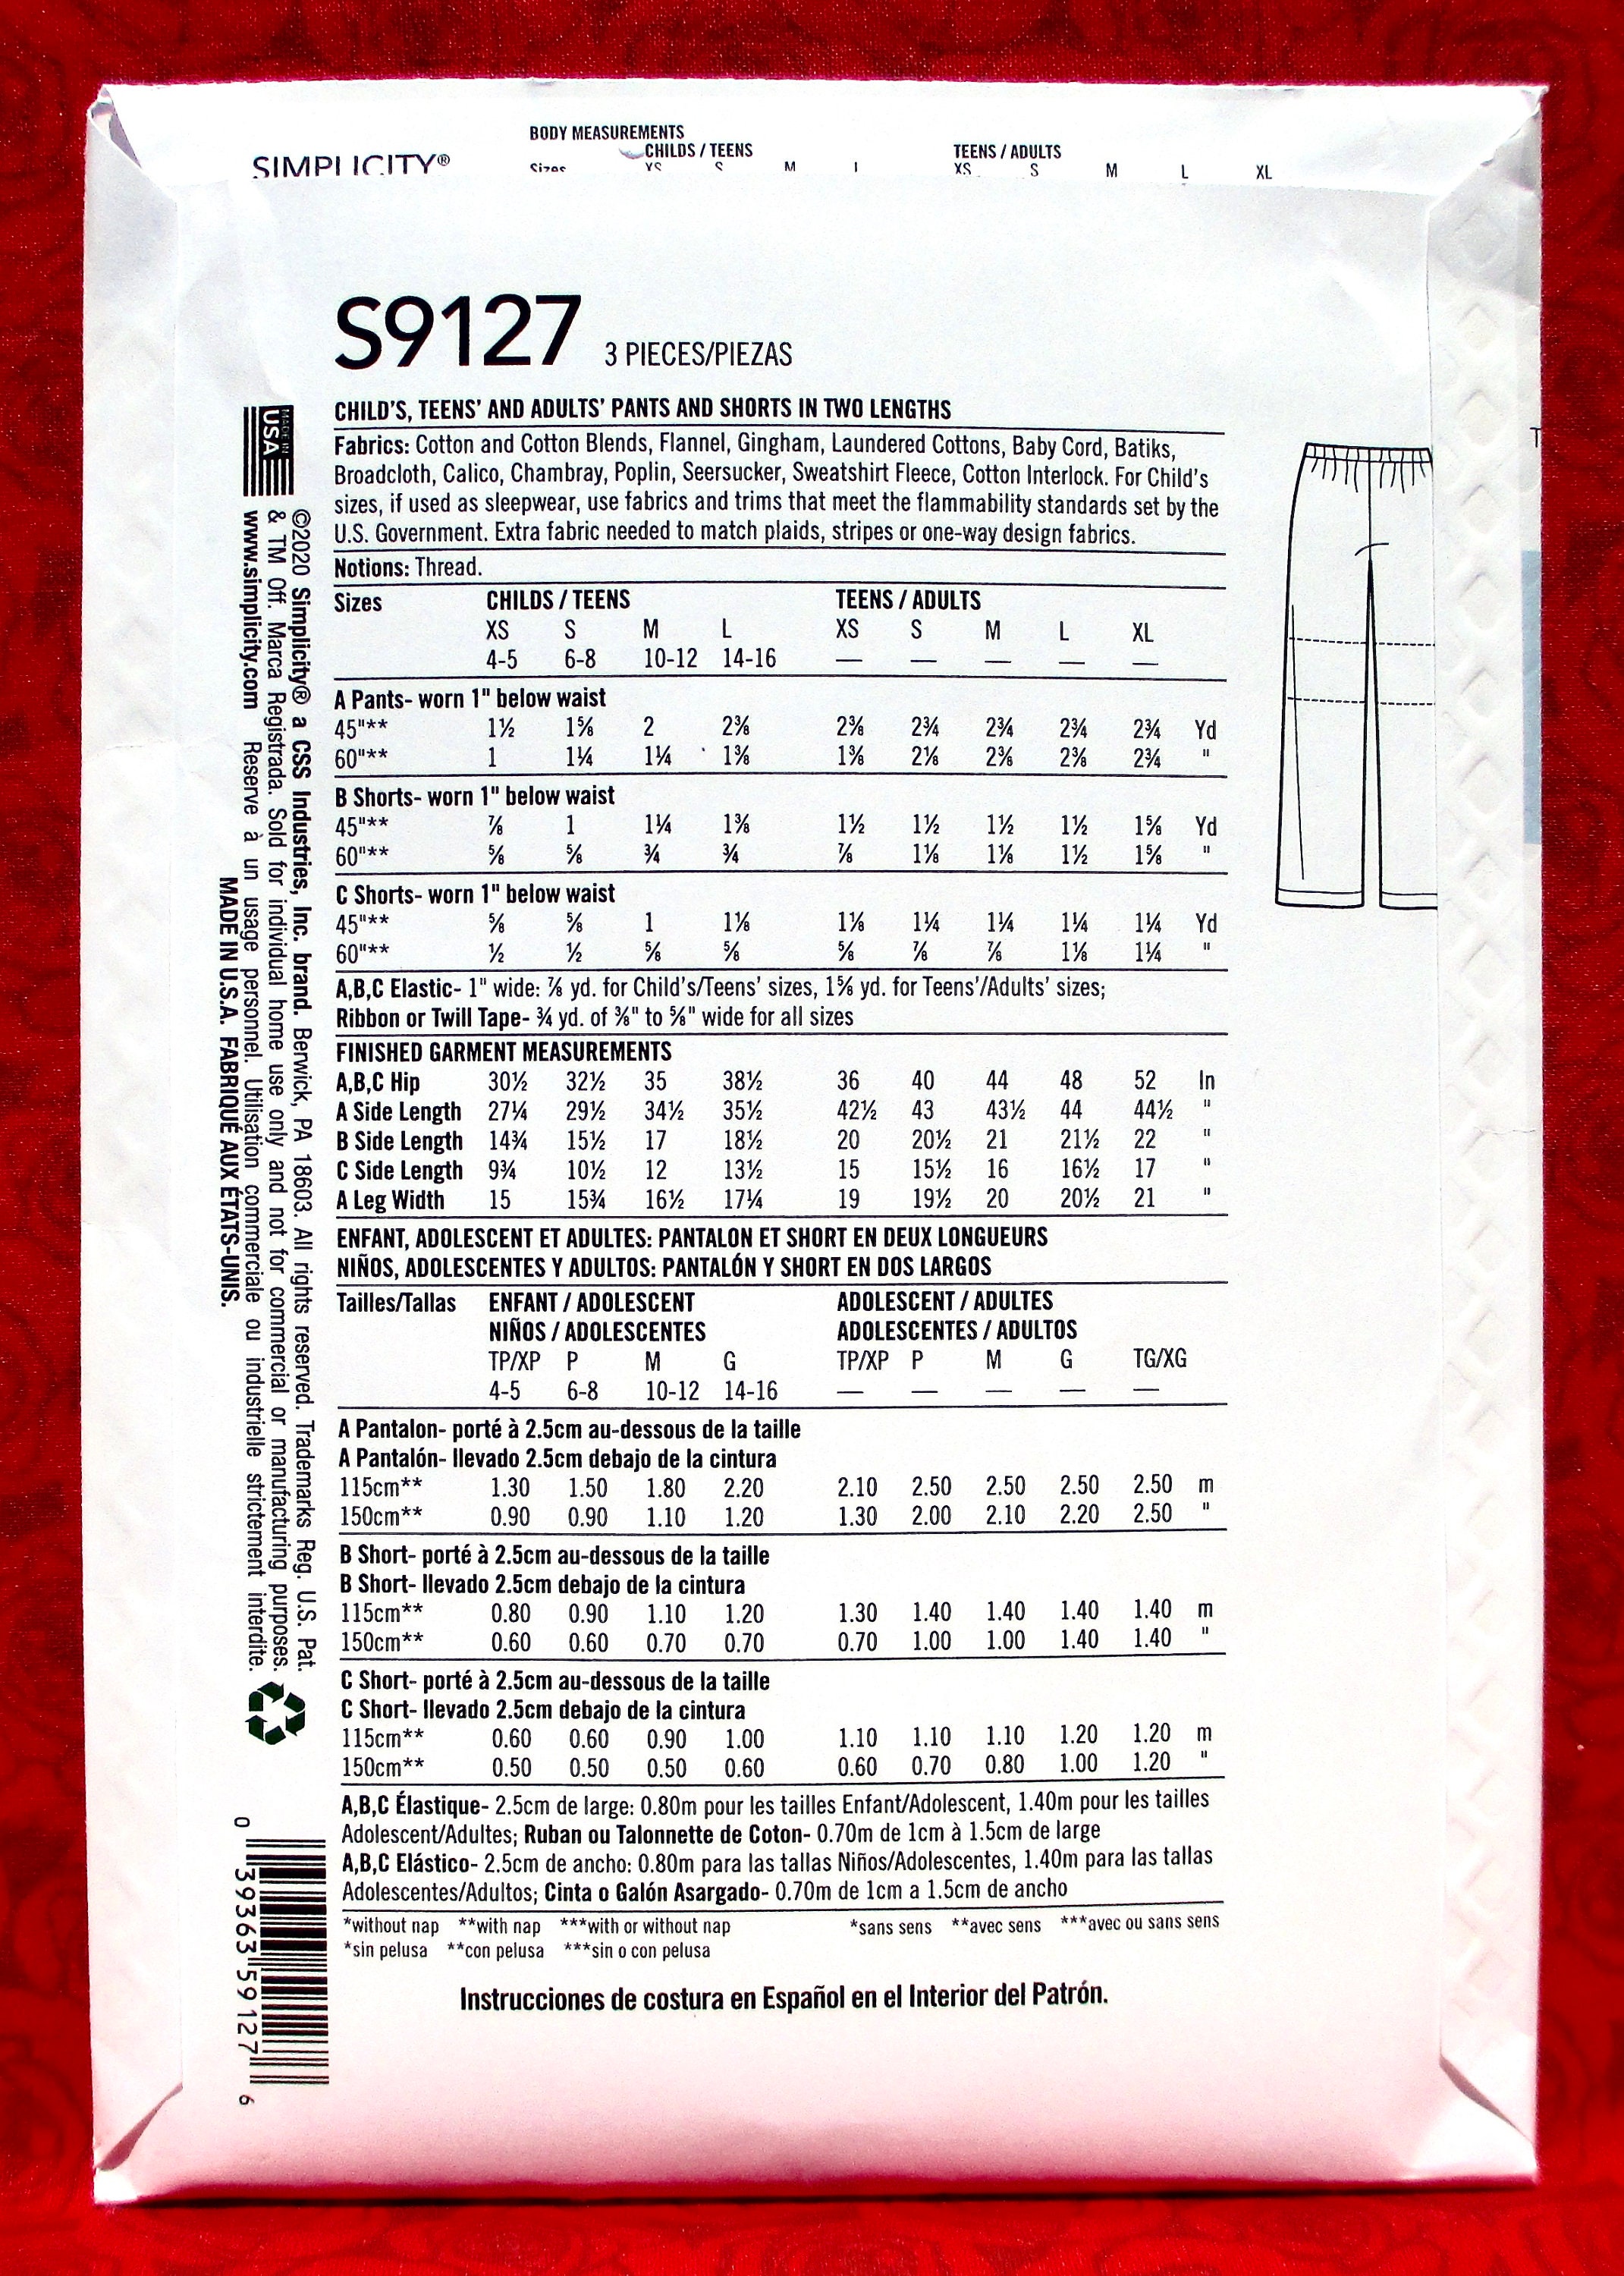 BODY MEASUREMENTS
CHILDS / TEENS TEENS / ADULTS
SIMPLICITY® Sizes XS S M L XS S M L XL
S9127 3 PIECES/PIEZAS
CHILD'S, TEENS' AND ADULTS' PANTS AND SHORTS IN TWO LENGTHS
Fabrics: Cotton and Cotton Blends, Flannel, Gingham, Laundered Cottons, Baby Cord, Batiks,
Broadcloth, Calico, Chambray, Poplin, Seersucker, Sweatshirt Fleece, Cotton Interlock. For Child's
sizes, if used as sleepwear, use fabrics and trims that meet the flammability standards set by the
U.S. Government. Extra fabric needed to match plaids, stripes or one-way design fabrics.
Notions: Thread.
Sizes CHILDS / TEENS TEENS / ADULTS
XS S M L XS S M L XL
4-5 6-8 10-12 14-16 — — — — —
A Pants- worn 1" below waist
45"** 1½ 1⅝ 2 2⅜ 2⅜ 2¾ 2¾ 2¾ 2¾ Yd
60"** 1 1¼ 1¼ 1⅜ 1⅜ 2⅛ 2⅜ 2⅜ 2¾ "
B Shorts- worn 1" below waist
45"** ⅞ 1 1¼ 1⅜ 1½ 1½ 1½ 1½ 1⅝ Yd
60"** ⅝ ⅝ ¾ ¾ ⅞ 1⅛ 1⅛ 1½ 1⅝ "
C Shorts- worn 1" below waist
45"** ⅝ ⅝ 1 1⅛ 1⅛ 1¼ 1¼ 1¼ 1¼ Yd
60"** ½ ½ ⅝ ⅝ ⅝ ⅞ ⅞ 1⅛ 1¼ "
A,B,C Elastic- 1" wide: ⅞ yd. for Child's/Teens' sizes, 1⅝ yd. for Teens'/Adults' sizes;
Ribbon or Twill Tape- ¾ yd. of ⅜" to ⅝" wide for all sizes
FINISHED GARMENT MEASUREMENTS
A,B,C Hip 30½ 32½ 35 38½ 36 40 44 48 52 In
A Side Length 27¼ 29½ 34½ 35½ 42½ 43 43½ 44 44½ "
B Side Length 14¾ 15½ 17 18½ 20 20½ 21 21½ 22 "
C Side Length 9¾ 10½ 12 13½ 15 15½ 16 16½ 17 "
A Leg Width 15 15¾ 16½ 17¼ 19 19½ 20 20½ 21 "
ENFANT, ADOLESCENT ET ADULTES: PANTALON ET SHORT EN DEUX LONGUEURS
NIÑOS, ADOLESCENTES Y ADULTOS: PANTALÓN Y SHORT EN DOS LARGOS
Tailles/Tallas ENFANT / ADOLESCENT ADOLESCENT / ADULTES
NIÑOS / ADOLESCENTES ADOLESCENTES / ADULTOS
TP/XP P M G TP/XP P M G TG/XG
4-5 6-8 10-12 14-16 — — — — —
A Pantalon- porté à 2.5cm au-dessous de la taille
A Pantalón- llevado 2.5cm debajo de la cintura
115cm** 1.30 1.50 1.80 2.20 2.10 2.50 2.50 2.50 2.50 m
150cm** 0.90 0.90 1.10 1.20 1.30 2.00 2.10 2.20 2.50 "
B Short- porté à 2.5cm au-dessous de la taille
B Short- llevado 2.5cm debajo de la cintura
115cm** 0.80 0.90 1.10 1.20 1.30 1.40 1.40 1.40 1.40 m
150cm** 0.60 0.60 0.70 0.70 0.70 1.00 1.00 1.40 1.40 "
C Short- porté à 2.5cm au-dessous de la taille
C Short- llevado 2.5cm debajo de la cintura
115cm** 0.60 0.60 0.90 1.00 1.10 1.10 1.10 1.20 1.20 m
150cm** 0.50 0.50 0.50 0.60 0.60 0.70 0.80 1.00 1.20 "
A,B,C Élastique- 2.5cm de large: 0.80m pour les tailles Enfant/Adolescent, 1.40m pour les tailles
Adolescent/Adultes; Ruban ou Talonnette de Coton- 0.70m de 1cm à 1.5cm de large
A,B,C Elástico- 2.5cm de ancho: 0.80m para las tallas Niños/Adolescentes, 1.40m para las tallas
Adolescentes/Adultos; Cinta o Galón Asargado- 0.70m de 1cm a 1.5cm de ancho
*without nap **with nap ***with or without nap *sans sens **avec sens ***avec ou sans sens
*sin pelusa **con pelusa ***sin o con pelusa
Instrucciones de costura en Español en el Interior del Patrón.
MADE IN
USA
©2020 Simplicity® a CSS Industries, Inc. brand. Berwick, PA 18603. All rights reserved. Trademarks Reg. U.S. Pat.
& TM Off. Marca Registrada. Sold for individual home use only and not for commercial or manufacturing purposes.
www.simplicity.com Reserve à un usage personnel. Utilisation commerciale ou industrielle strictement interdite.
MADE IN U.S.A. FABRIQUÉ AUX ÉTATS-UNIS.
0 39363 59127 6
T